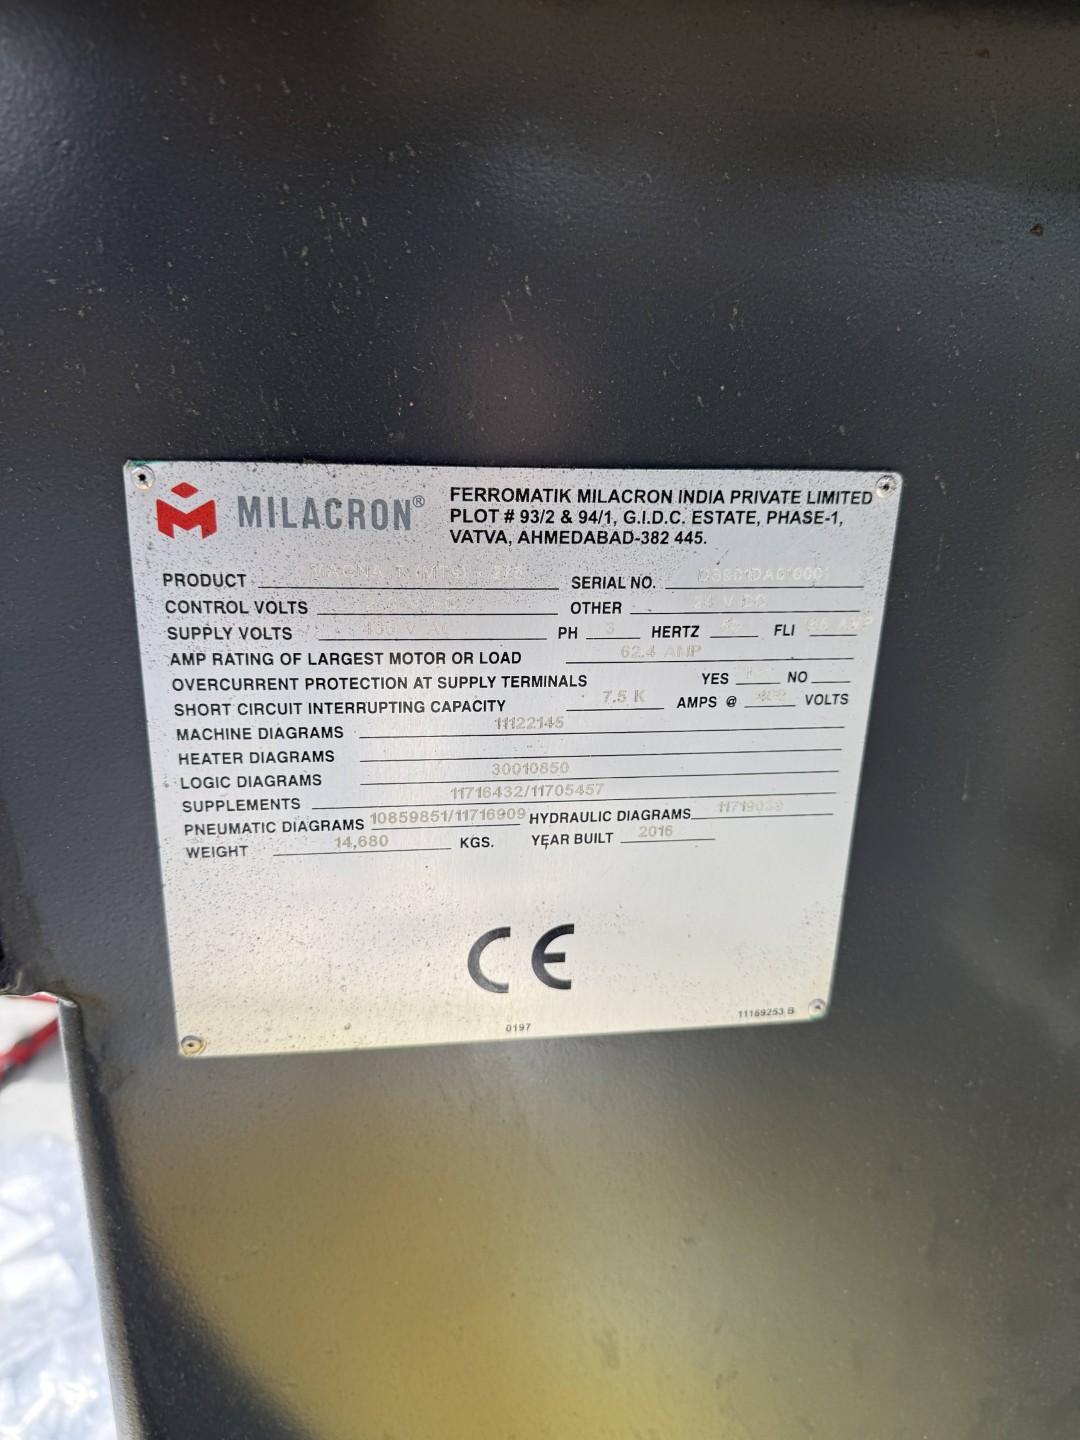 MILACRON®
FERROMATIK MILACRON INDIA PRIVATE LIMITED
PLOT # 93/2 & 94/1, G.I.D.C. ESTATE, PHASE-1,
VATVA, AHMEDABAD-382 445.
PRODUCT SERIAL NO.
CONTROL VOLTS OTHER 24 V DC
SUPPLY VOLTS PH 3 HERTZ FLI AMP
AMP RATING OF LARGEST MOTOR OR LOAD 62.4 AMP
OVERCURRENT PROTECTION AT SUPPLY TERMINALS YES NO
SHORT CIRCUIT INTERRUPTING CAPACITY 7.5 K AMPS @ VOLTS
MACHINE DIAGRAMS 11122145
HEATER DIAGRAMS
LOGIC DIAGRAMS 30010850
SUPPLEMENTS 11716432/11705457
PNEUMATIC DIAGRAMS 10859851/11716909 HYDRAULIC DIAGRAMS
WEIGHT 14,680 KGS. YEAR BUILT 2016
CE
0197
11169253 B